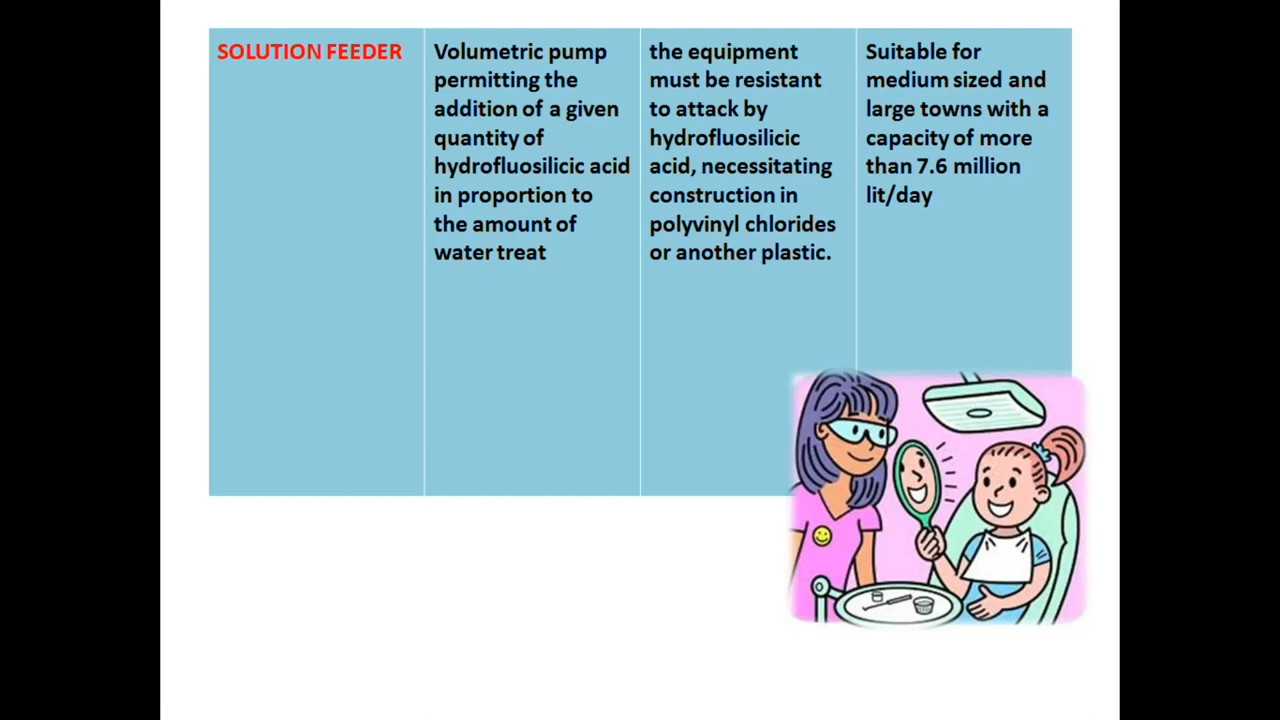 SOLUTION FEEDER
Volumetric pump
permitting the
addition of a given
quantity of
hydrofluosilicic acid
in proportion to
the amount of
water treat
the equipment
must be resistant
to attack by
hydrofluosilicic
acid, necessitating
construction in
polyvinyl chlorides
or another plastic.
Suitable for
medium sized and
large towns with a
capacity of more
than 7.6 million
lit/day